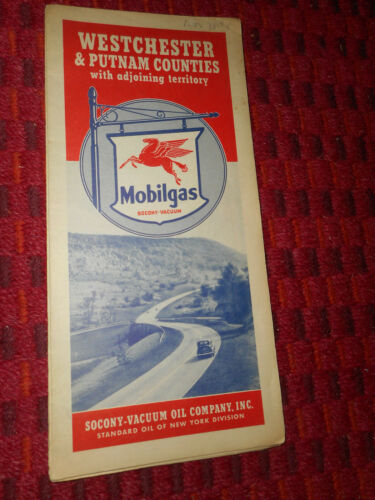 WESTCHESTER
& PUTNAM COUNTIES
with adjoining territory
Mobilgas
SOCONY-VACUUM
SOCONY-VACUUM OIL COMPANY, INC.
STANDARD OIL OF NEW YORK DIVISION